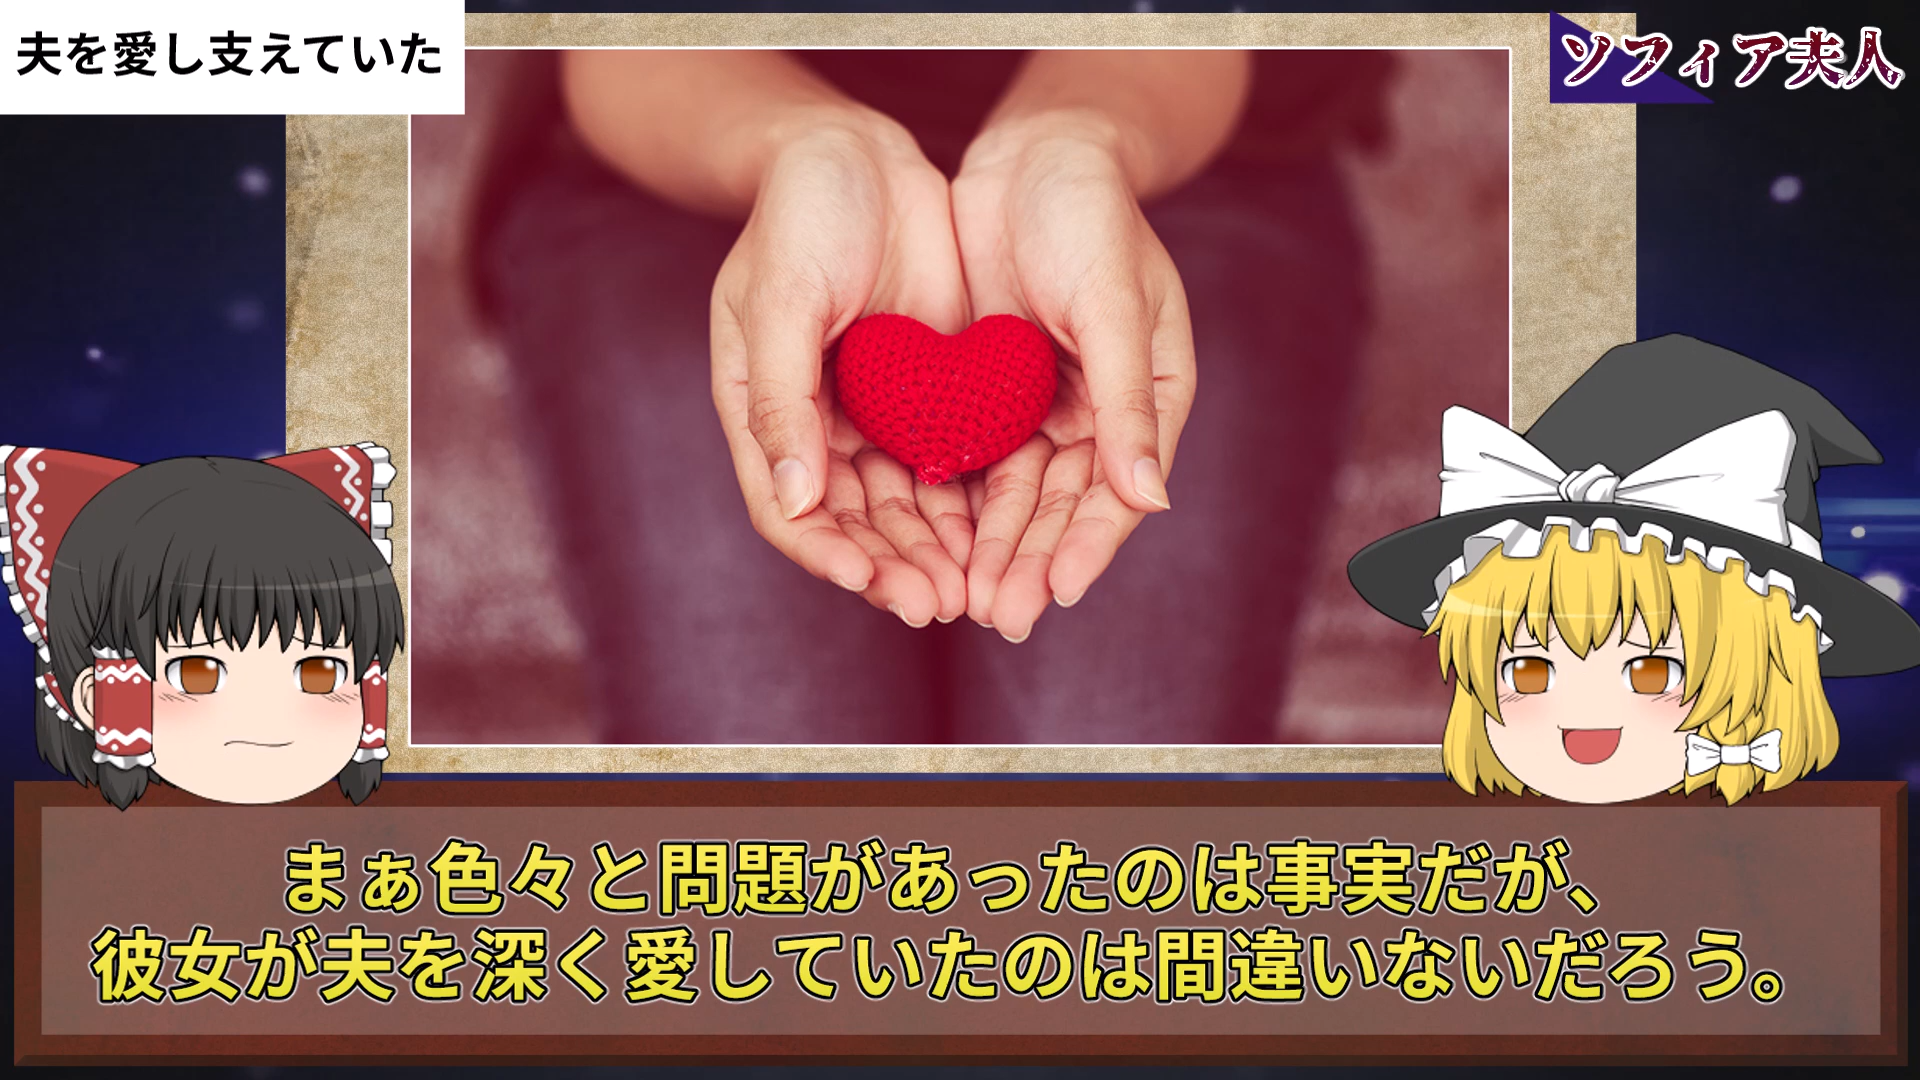 夫を愛し支えていた
ソフィア夫人
まぁ色々と問題があったのは事実だが、
彼女が夫を深く愛していたのは間違いないだろう。